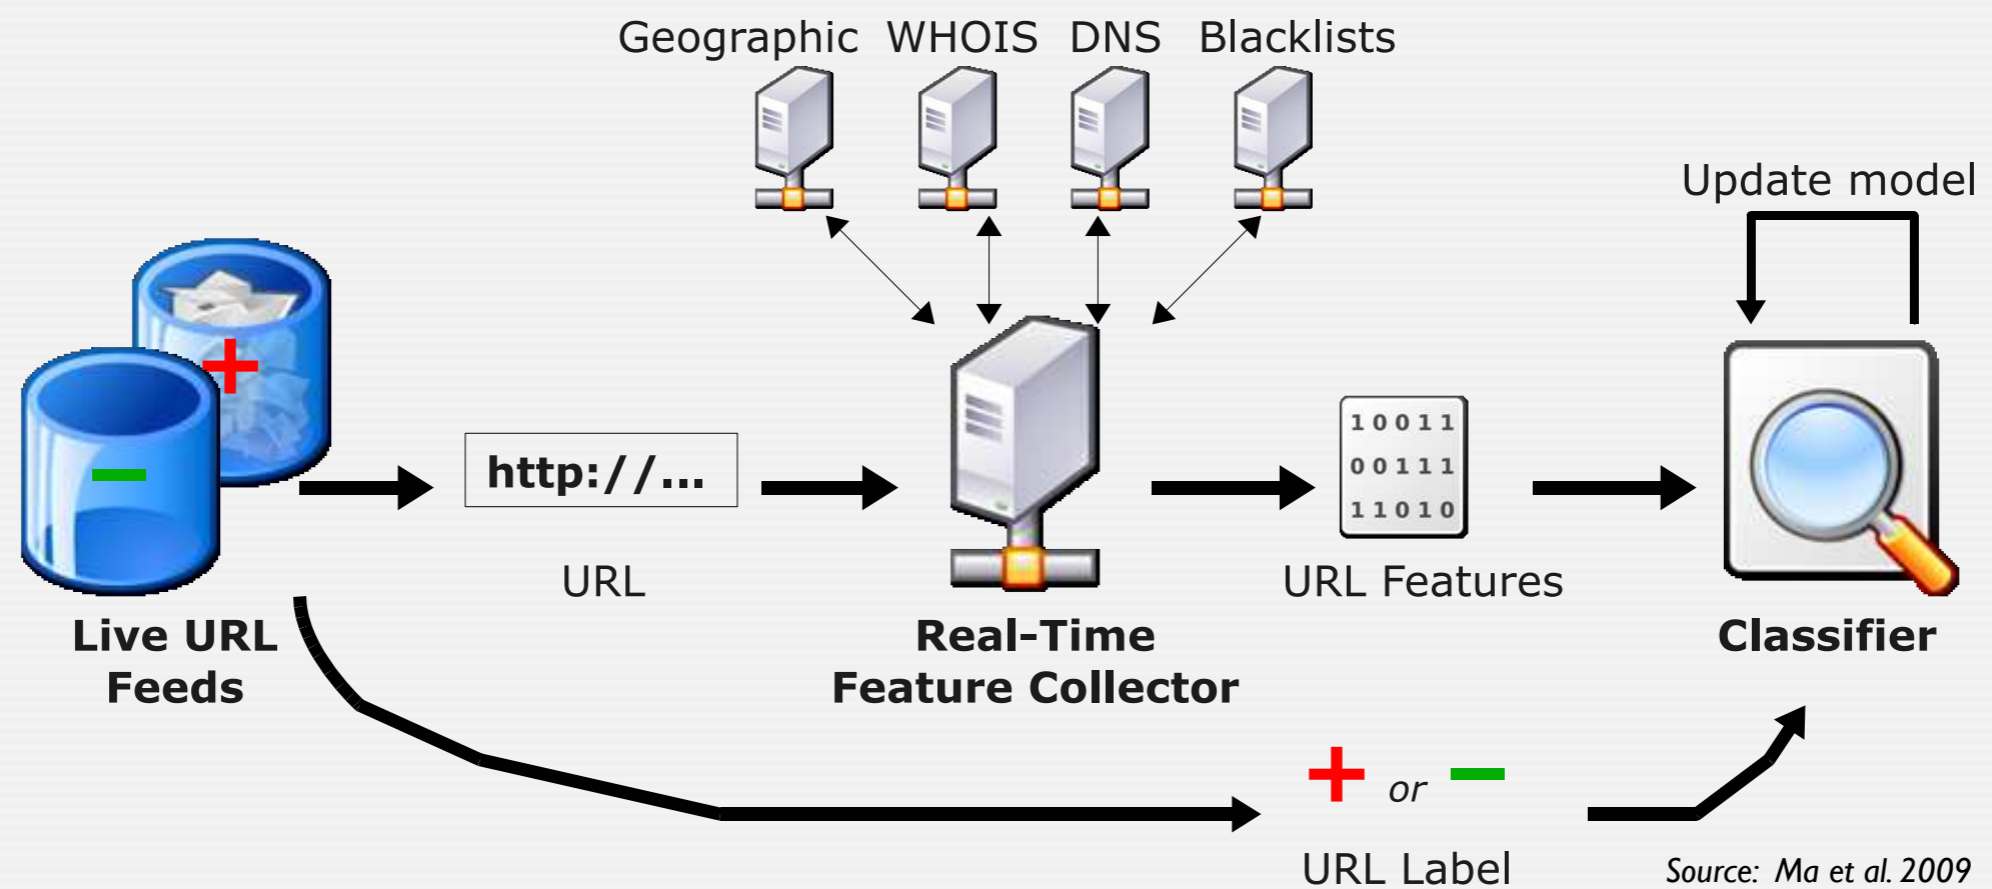 Geographic WHOIS DNS Blacklists
Update model
+
−
http://...
10011
00111
11010
URL
URL Features
Live URL
Feeds
Real-Time
Feature Collector
Classifier
+ or −
URL Label
Source: Ma et al. 2009